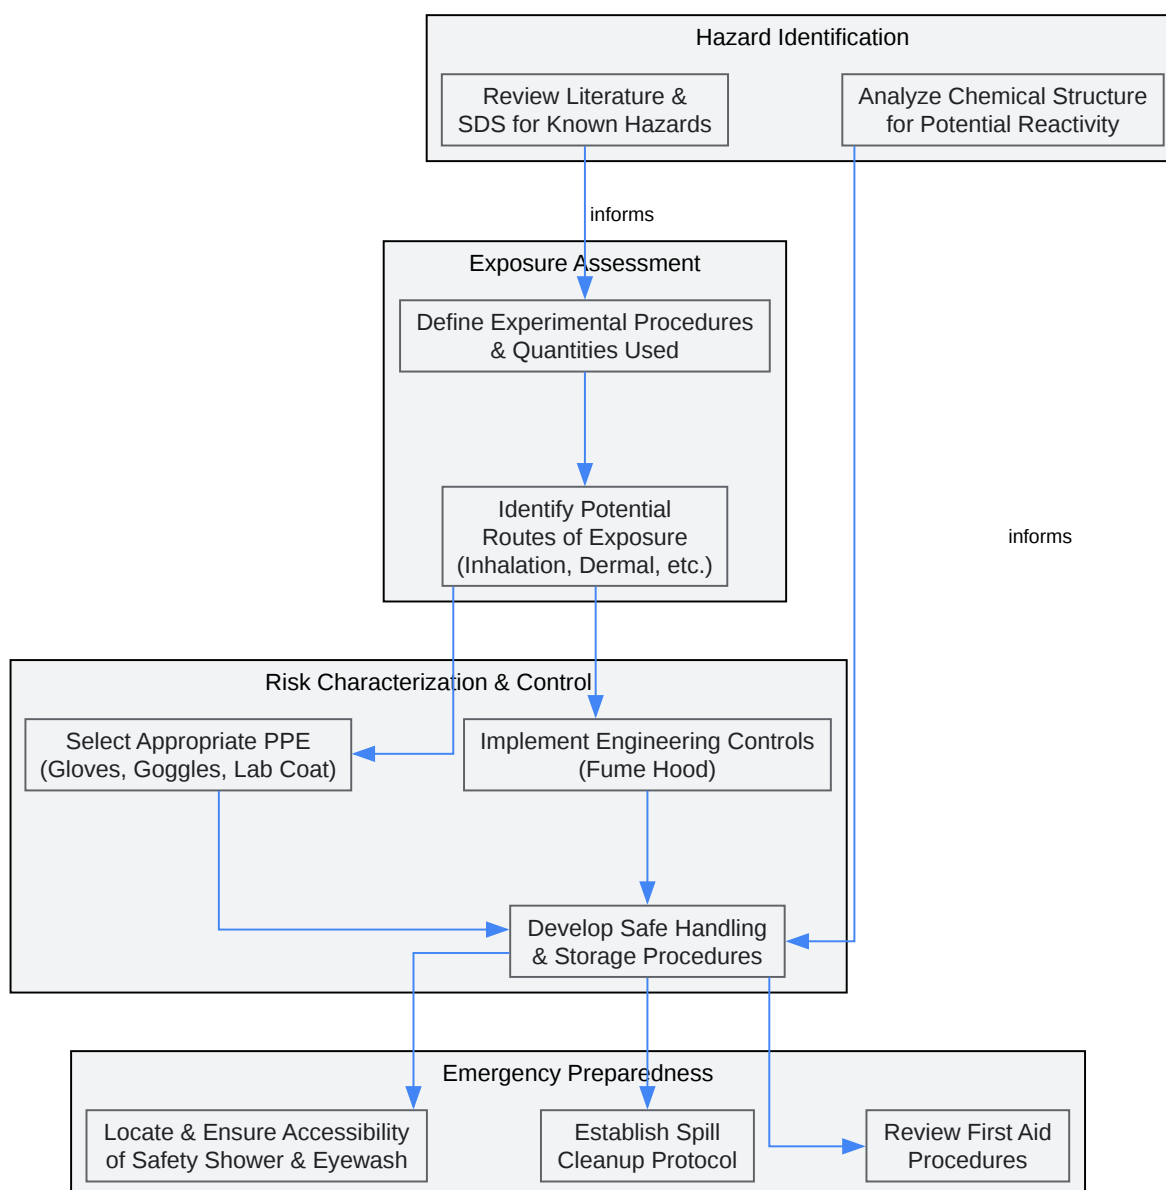 Hazard Identification
Review Literature &
SDS for Known Hazards
Analyze Chemical Structure
for Potential Reactivity
informs
Exposure Assessment
Define Experimental Procedures
& Quantities Used
Identify Potential
Routes of Exposure
(Inhalation, Dermal, etc.)
informs
Risk Characterization & Control
Select Appropriate PPE
(Gloves, Goggles, Lab Coat)
Implement Engineering Controls
(Fume Hood)
Develop Safe Handling
& Storage Procedures
Emergency Preparedness
Locate & Ensure Accessibility
of Safety Shower & Eyewash
Establish Spill
Cleanup Protocol
Review First Aid
Procedures